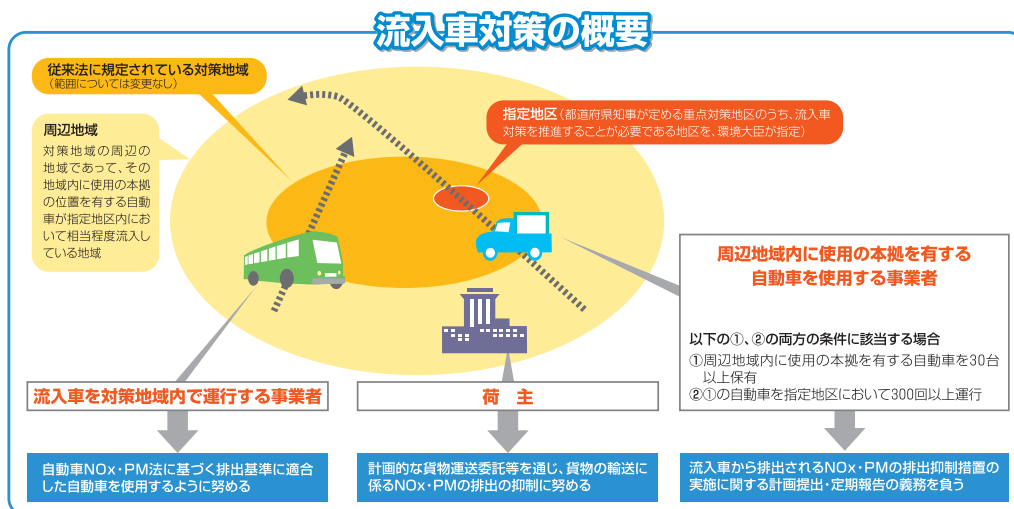 流入車対策の概要
従来法に規定されている対策地域
（範囲については変更なし）
周辺地域
対策地域の周辺の
地域であって、その
地域内に使用の本拠
の位置を有する自動
車が指定地区内にお
いて相当程度流入し
ている地域
指定地区（都道府県知事が定める重点対策地区のうち、流入車
対策を推進することが必要である地区を、環境大臣が指定）
流入車を対策地域内で運行する事業者
自動車NOx・PM法に基づく排出基準に適合
した自動車を使用するように努める
荷　主
計画的な貨物運送委託等を通じ、貨物の輸送に
係るNOx・PMの排出の抑制に努める
周辺地域内に使用の本拠を有する
自動車を使用する事業者
以下の①、②の両方の条件に該当する場合
①周辺地域内に使用の本拠を有する自動車を30台
以上保有
②①の自動車を指定地区において300回以上運行
流入車から排出されるNOx・PMの排出抑制措置の
実施に関する計画提出・定期報告の義務を負う